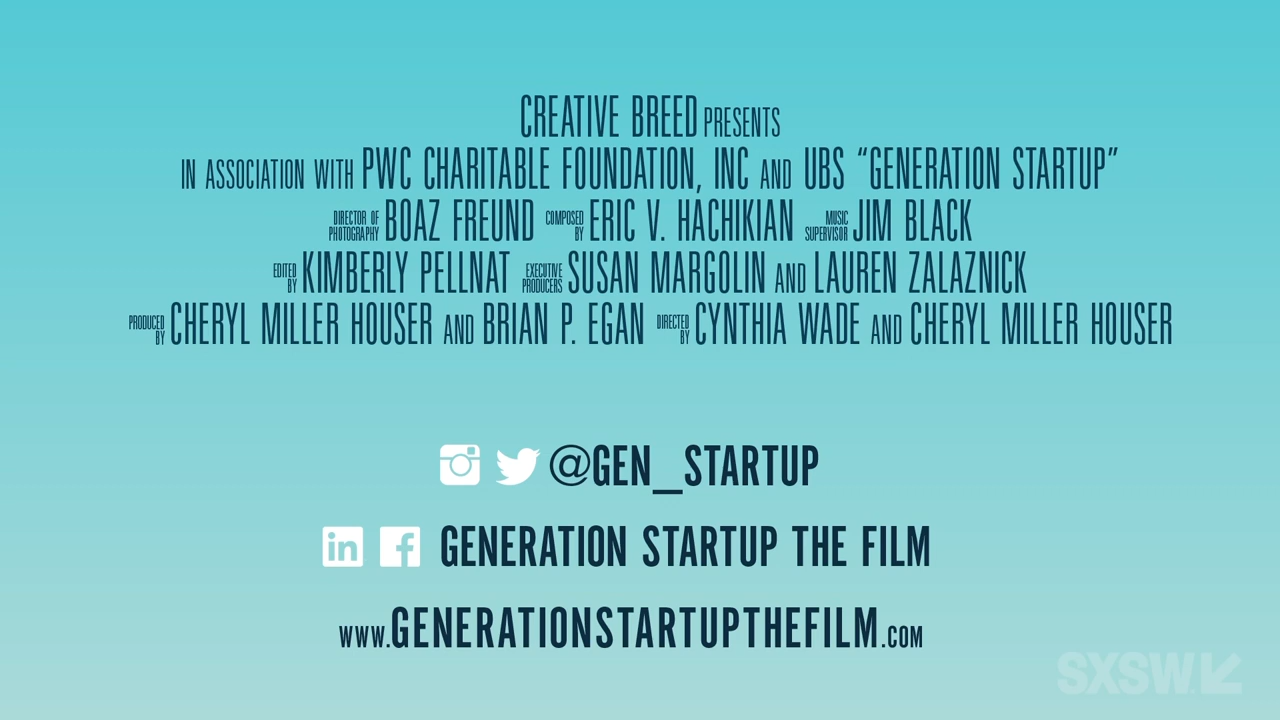 CREATIVE BREED PRESENTS
IN ASSOCIATION WITH PWC CHARITABLE FOUNDATION, INC AND UBS “GENERATION STARTUP”
DIRECTOR OF PHOTOGRAPHY BOAZ FREUND COMPOSED BY ERIC V. HACHIKIAN MUSIC SUPERVISOR JIM BLACK
EDITED BY KIMBERLY PELLNAT EXECUTIVE PRODUCERS SUSAN MARGOLIN AND LAUREN ZALAZNICK
PRODUCED BY CHERYL MILLER HOUSER AND BRIAN P. EGAN DIRECTED BY CYNTHIA WADE AND CHERYL MILLER HOUSER
@GEN_STARTUP
in f GENERATION STARTUP THE FILM
WWW.GENERATIONSTARTUPTHEFILM.COM
SXSW.